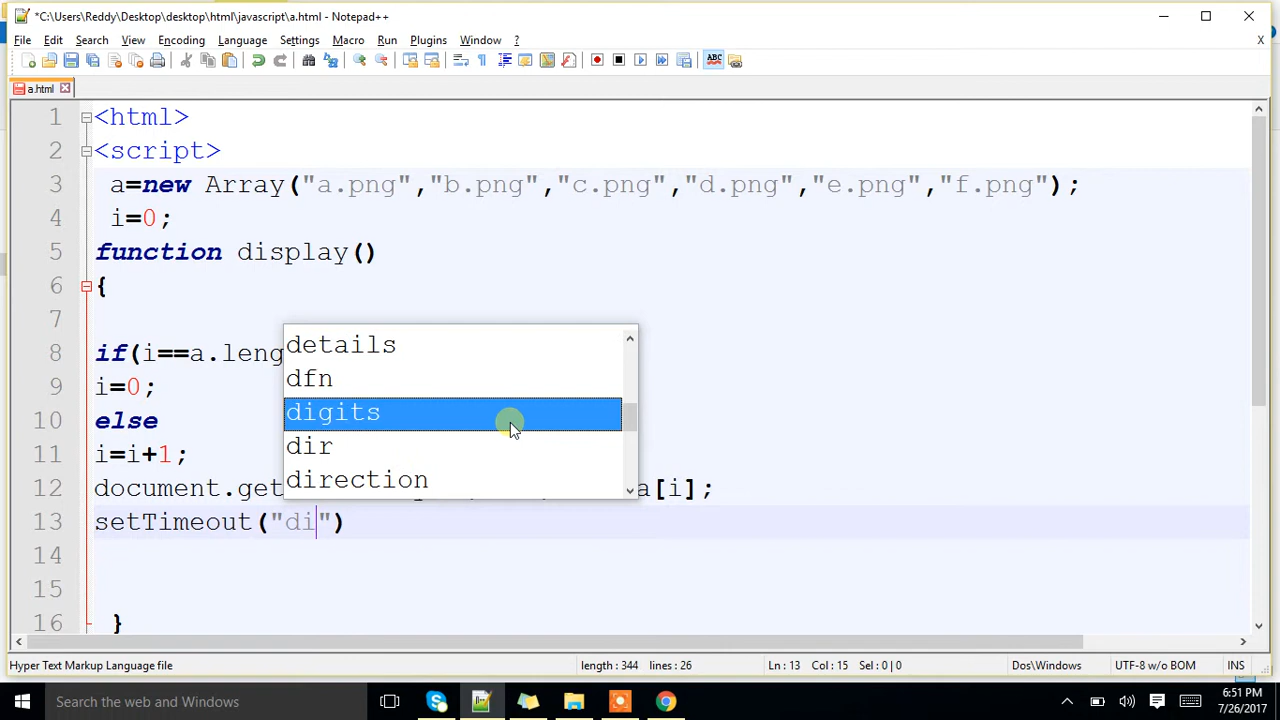 *C:\Users\Reddy\Desktop\desktop\html\javascript\a.html - Notepad++
File Edit Search View Encoding Language Settings Macro Run Plugins Window ? X
ABC
a.html
1 <html>
2 <script>
3 a=new Array("a.png","b.png","c.png","d.png","e.png","f.png");
4 i=0;
5 function display()
6 {
7
8 if(i==a.leng
9 i=0;
10 else
11 i=i+1;
12 document.get a[i];
13 setTimeout("di")
14
15
16 }
details
dfn
digits
dir
direction
Hyper Text Markup Language file length : 344 lines : 26 Ln : 13 Col : 15 Sel : 0 | 0 Dos\Windows UTF-8 w/o BOM INS
Search the web and Windows
6:51 PM
7/26/2017